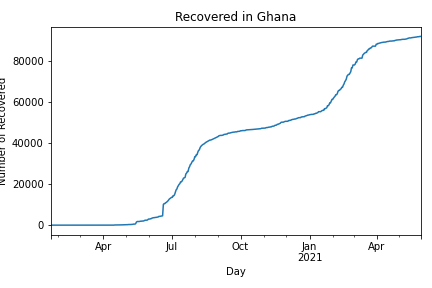 Recovered in Ghana
Number of Recovered
80000
60000
40000
20000
0
Apr
Jul
Oct
Jan
2021
Apr
Day